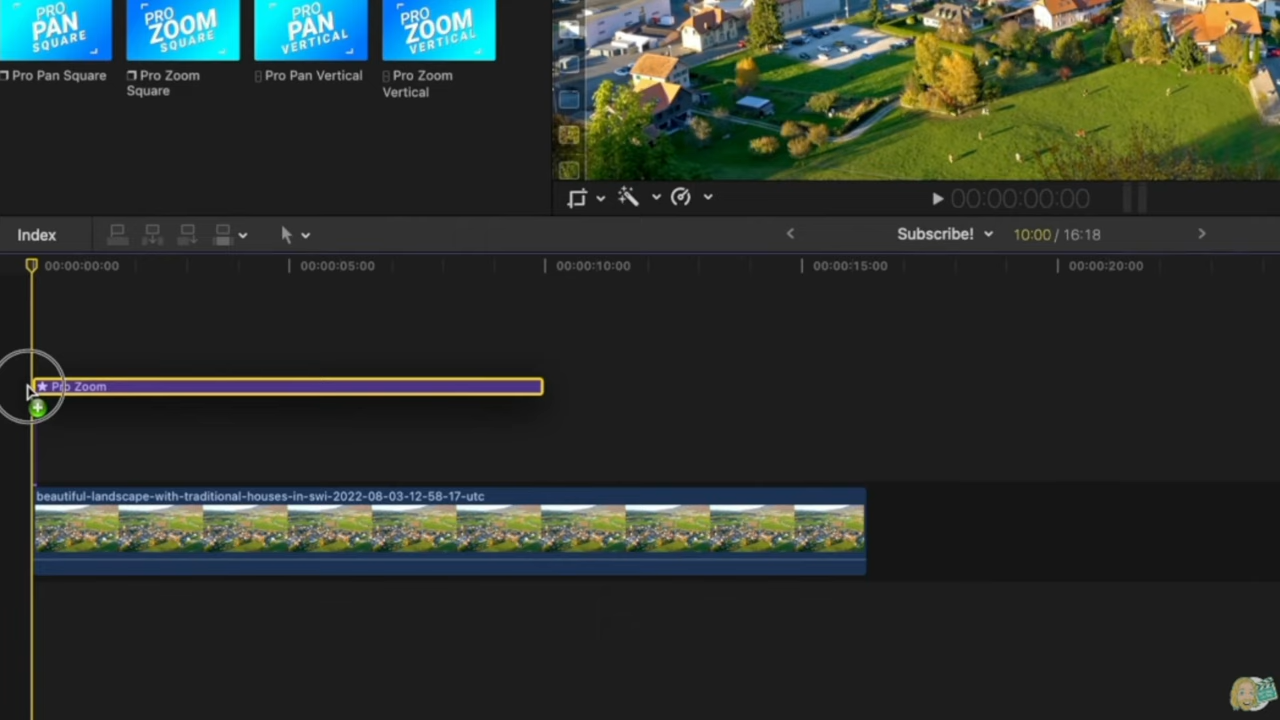 PRO PAN SQUARE
PRO ZOOM SQUARE
PRO PAN VERTICAL
PRO ZOOM VERTICAL
Pro Pan Square
Pro Zoom Square
Pro Pan Vertical
Pro Zoom Vertical
00:00:00:00
Index
Subscribe!
10:00 / 16:18
00:00:00:00
00:00:05:00
00:00:10:00
00:00:15:00
00:00:20:00
Pro Zoom
beautiful-landscape-with-traditional-houses-in-swi-2022-08-03-12-58-17-utc